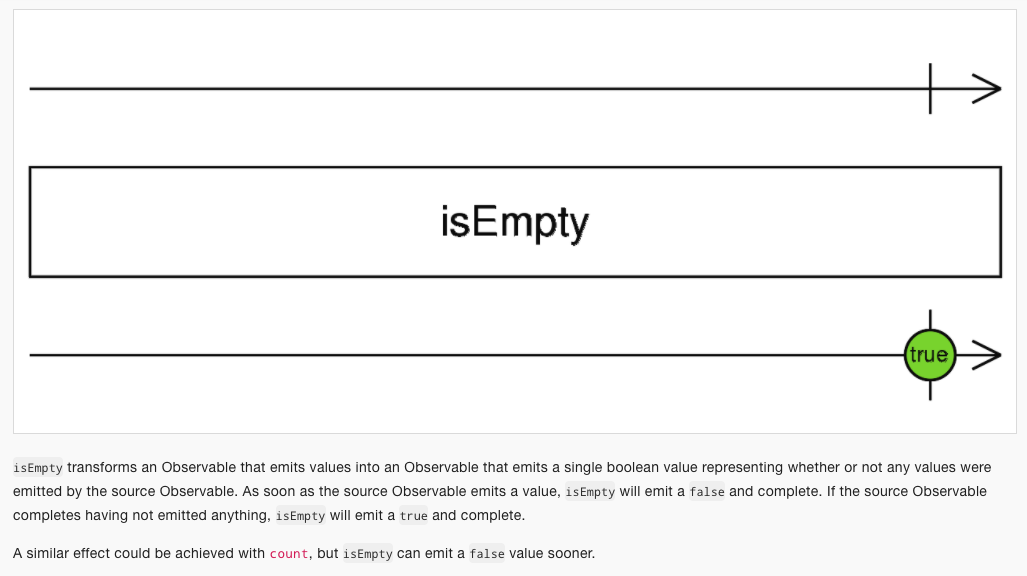 isEmpty
true
isEmpty transforms an Observable that emits values into an Observable that emits a single boolean value representing whether or not any values were
emitted by the source Observable. As soon as the source Observable emits a value, isEmpty will emit a false and complete. If the source Observable
completes having not emitted anything, isEmpty will emit a true and complete.
A similar effect could be achieved with count, but isEmpty can emit a false value sooner.